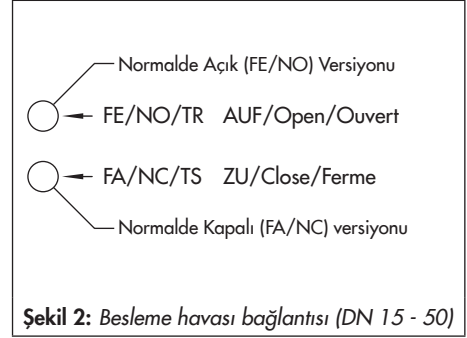 Normalde Açık (FE/NO) Versiyonu
FE/NO/TR AUF/Open/Ouvert
FA/NC/TS ZU/Close/Ferme
Normalde Kapalı (FA/NC) versiyonu
Şekil 2: Besleme havası bağlantısı (DN 15 - 50)